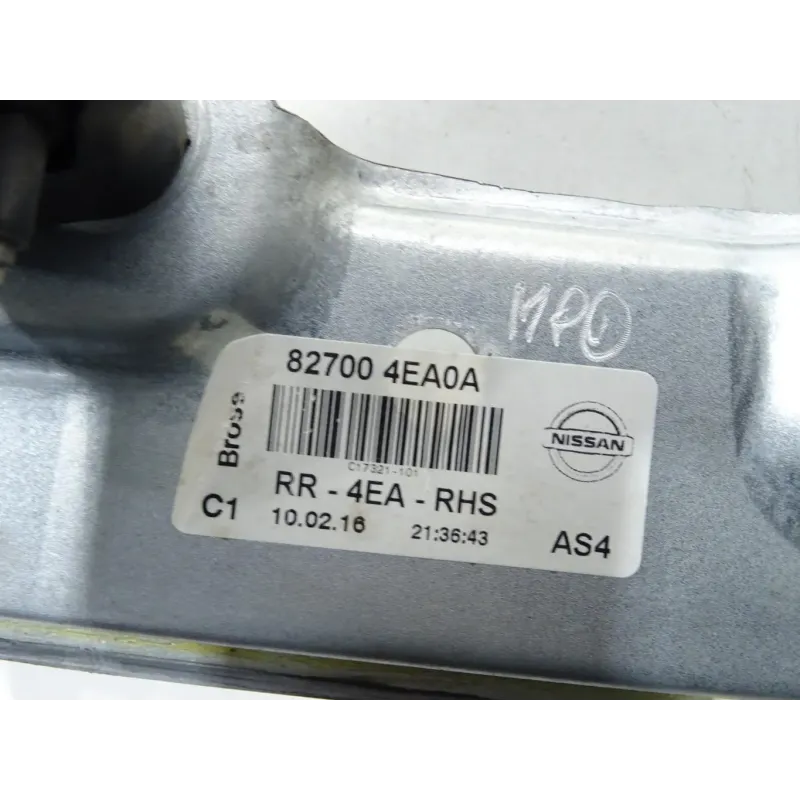 MPO
82700 4EA0A
Brose
C17321-101
NISSAN
RR - 4EA - RHS
C1
10.02.16
21:36:43
AS4